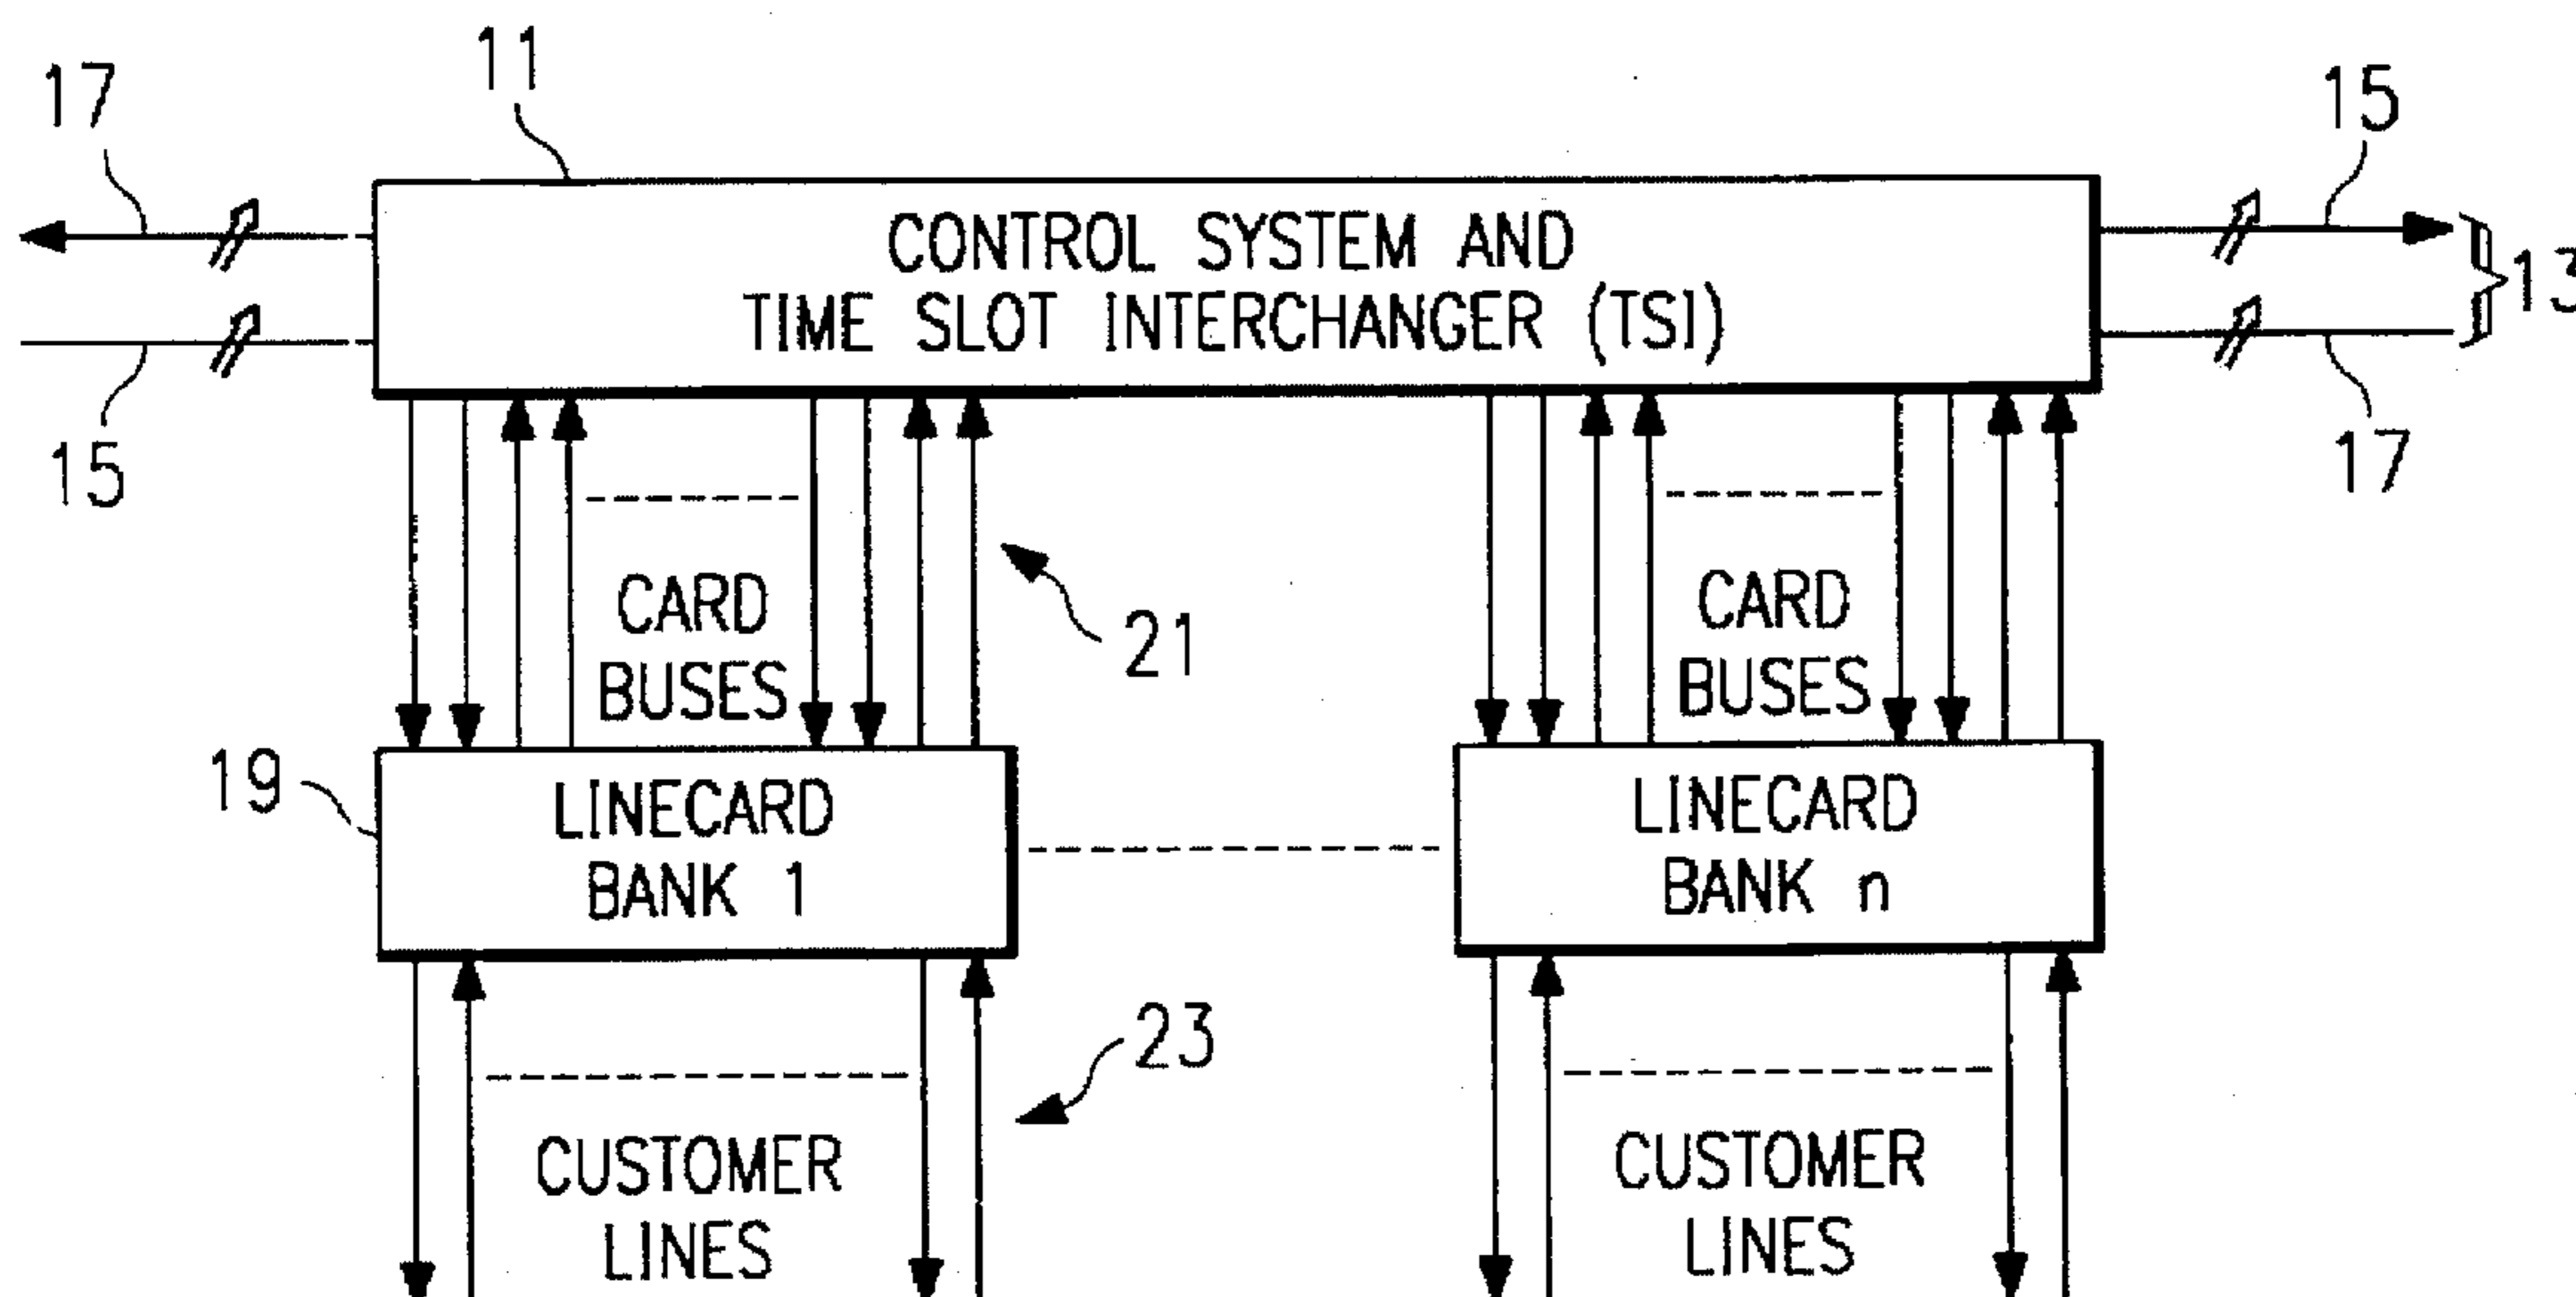 11
17
15
CONTROL SYSTEM AND
TIME SLOT INTERCHANGER (TSI)
13
15
17
CARD
BUSES
21
CARD
BUSES
19
LINECARD
BANK 1
LINECARD
BANK n
23
CUSTOMER
LINES
CUSTOMER
LINES